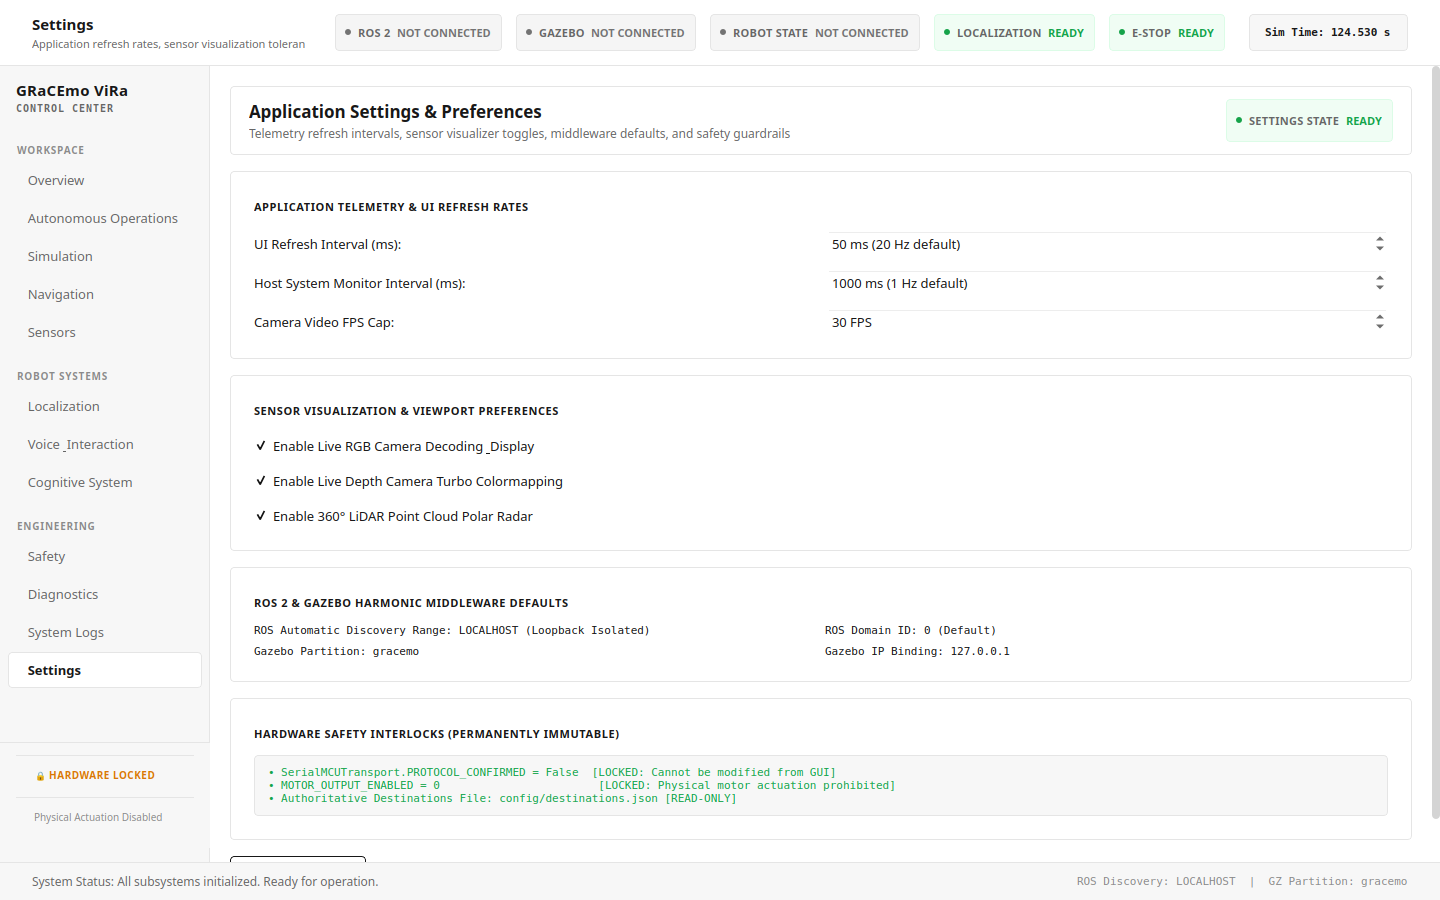 Settings
Application refresh rates, sensor visualization toleran
ROS 2 NOT CONNECTED
GAZEBO NOT CONNECTED
ROBOT STATE NOT CONNECTED
LOCALIZATION READY
E-STOP READY
Sim Time: 124.530 s
GRaCEmo ViRa
CONTROL CENTER
WORKSPACE
Overview
Autonomous Operations
Simulation
Navigation
Sensors
ROBOT SYSTEMS
Localization
Voice _Interaction
Cognitive System
ENGINEERING
Safety
Diagnostics
System Logs
Settings
🔒 HARDWARE LOCKED
Physical Actuation Disabled
Application Settings & Preferences
Telemetry refresh intervals, sensor visualizer toggles, middleware defaults, and safety guardrails
SETTINGS STATE READY
APPLICATION TELEMETRY & UI REFRESH RATES
UI Refresh Interval (ms): 50 ms (20 Hz default)
Host System Monitor Interval (ms): 1000 ms (1 Hz default)
Camera Video FPS Cap: 30 FPS
SENSOR VISUALIZATION & VIEWPORT PREFERENCES
✓ Enable Live RGB Camera Decoding _Display
✓ Enable Live Depth Camera Turbo Colormapping
✓ Enable 360° LiDAR Point Cloud Polar Radar
ROS 2 & GAZEBO HARMONIC MIDDLEWARE DEFAULTS
ROS Automatic Discovery Range: LOCALHOST (Loopback Isolated) ROS Domain ID: 0 (Default)
Gazebo Partition: gracemo Gazebo IP Binding: 127.0.0.1
HARDWARE SAFETY INTERLOCKS (PERMANENTLY IMMUTABLE)
• SerialMCUTransport.PROTOCOL_CONFIRMED = False [LOCKED: Cannot be modified from GUI]
• MOTOR_OUTPUT_ENABLED = 0 [LOCKED: Physical motor actuation prohibited]
• Authoritative Destinations File: config/destinations.json [READ-ONLY]
System Status: All subsystems initialized. Ready for operation.
ROS Discovery: LOCALHOST | GZ Partition: gracemo